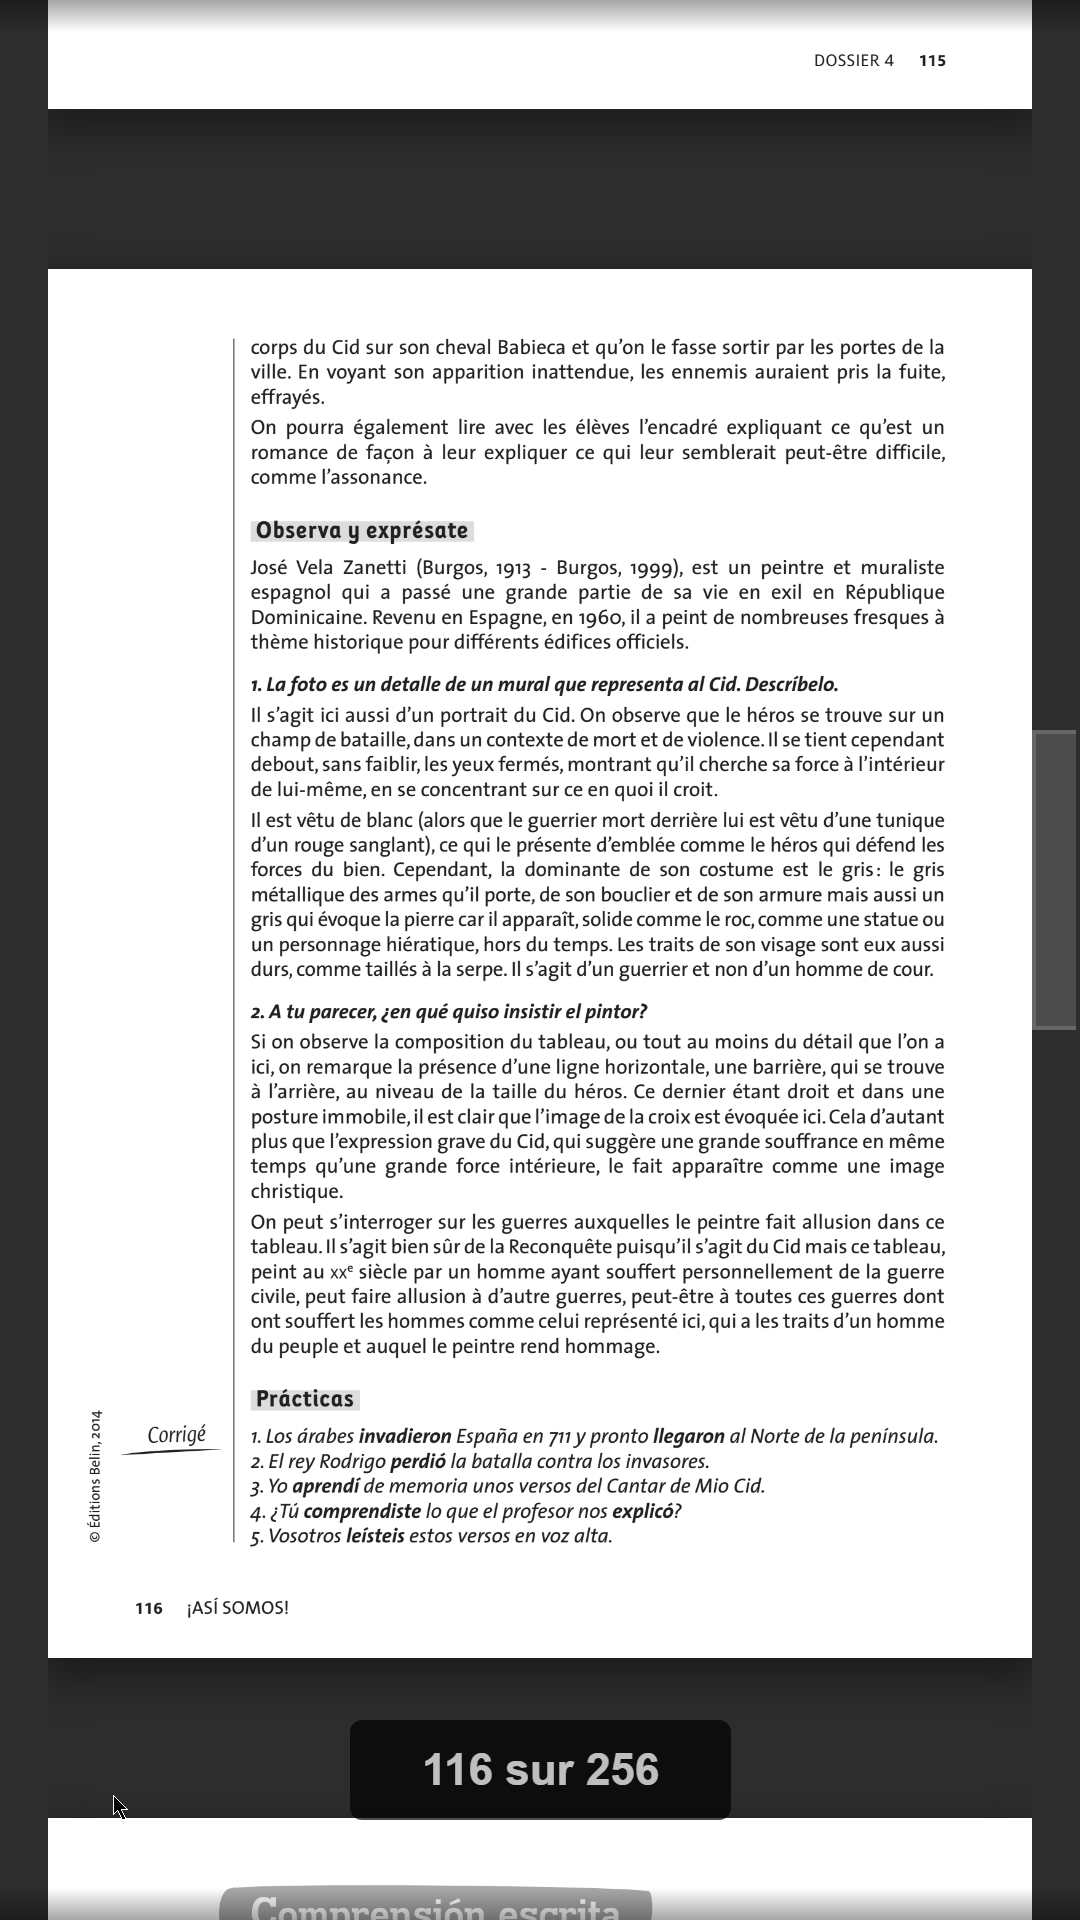 DOSSIER 4 115
corps du Cid sur son cheval Babieca et qu’on le fasse sortir par les portes de la
ville. En voyant son apparition inattendue, les ennemis auraient pris la fuite,
effrayés.
On pourra également lire avec les élèves l’encadré expliquant ce qu’est un
romance de façon à leur expliquer ce qui leur semblerait peut-être difficile,
comme l’assonance.
Observa y exprésate
José Vela Zanetti (Burgos, 1913 - Burgos, 1999), est un peintre et muraliste
espagnol qui a passé une grande partie de sa vie en exil en République
Dominicaine. Revenu en Espagne, en 1960, il a peint de nombreuses fresques à
thème historique pour différents édifices officiels.
1. La foto es un detalle de un mural que representa al Cid. Descríbelo.
Il s’agit ici aussi d’un portrait du Cid. On observe que le héros se trouve sur un
champ de bataille, dans un contexte de mort et de violence. Il se tient cependant
debout, sans faiblir, les yeux fermés, montrant qu’il cherche sa force à l’intérieur
de lui-même, en se concentrant sur ce en quoi il croit.
Il est vêtu de blanc (alors que le guerrier mort derrière lui est vêtu d’une tunique
d’un rouge sanglant), ce qui le présente d’emblée comme le héros qui défend les
forces du bien. Cependant, la dominante de son costume est le gris : le gris
métallique des armes qu’il porte, de son bouclier et de son armure mais aussi un
gris qui évoque la pierre car il apparaît, solide comme le roc, comme une statue ou
un personnage hiératique, hors du temps. Les traits de son visage sont eux aussi
durs, comme taillés à la serpe. Il s’agit d’un guerrier et non d’un homme de cour.
2. A tu parecer, ¿en qué quiso insistir el pintor?
Si on observe la composition du tableau, ou tout au moins du détail que l’on a
ici, on remarque la présence d’une ligne horizontale, une barrière, qui se trouve
à l’arrière, au niveau de la taille du héros. Ce dernier étant droit et dans une
posture immobile, il est clair que l’image de la croix est évoquée ici. Cela d’autant
plus que l’expression grave du Cid, qui suggère une grande souffrance en même
temps qu’une grande force intérieure, le fait apparaître comme une image
christique.
On peut s’interroger sur les guerres auxquelles le peintre fait allusion dans ce
tableau. Il s’agit bien sûr de la Reconquête puisqu’il s’agit du Cid mais ce tableau,
peint au XXe siècle par un homme ayant souffert personnellement de la guerre
civile, peut faire allusion à d’autre guerres, peut-être à toutes ces guerres dont
ont souffert les hommes comme celui représenté ici, qui a les traits d’un homme
du peuple et auquel le peintre rend hommage.
Prácticas
Corrigé
1. Los árabes invadieron España en 711 y pronto llegaron al Norte de la península.
2. El rey Rodrigo perdió la batalla contra los invasores.
3. Yo aprendí de memoria unos versos del Cantar de Mio Cid.
4. ¿Tú comprendiste lo que el profesor nos explicó?
5. Vosotros leísteis estos versos en voz alta.
© Éditions Belin, 2014
116 ¡ASÍ SOMOS!
116 sur 256
Comprensión escrita